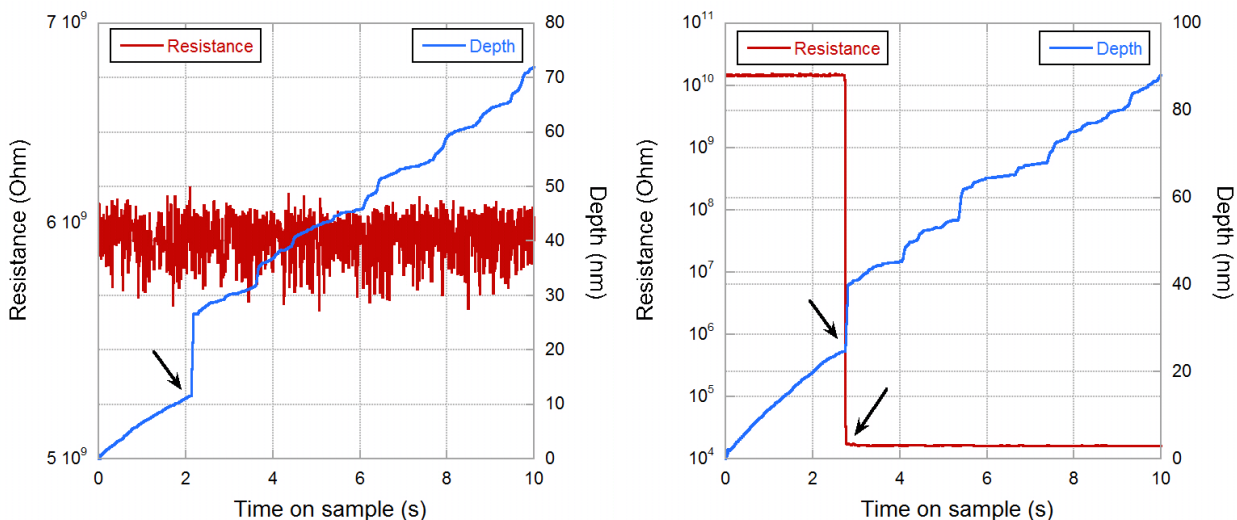 7 10⁹
6 10⁹
5 10⁹
Resistance (Ohm)
Resistance
Depth
80
70
60
50
40
30
20
10
0
Depth (nm)
0 2 4 6 8 10
Time on sample (s)
10¹¹
10¹⁰
10⁹
10⁸
10⁷
10⁶
10⁵
10⁴
Resistance (Ohm)
Resistance
Depth
100
80
60
40
20
0
Depth (nm)
0 2 4 6 8 10
Time on sample (s)